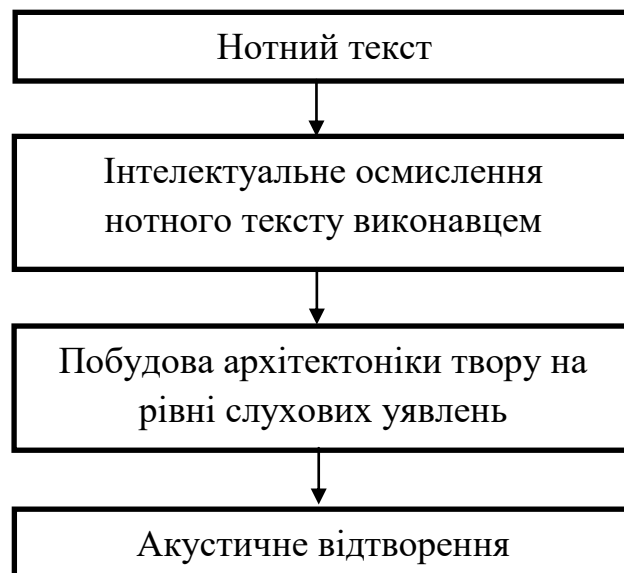 Нотний текст
Інтелектуальне осмислення
нотного тексту виконавцем
Побудова архітектоніки твору на
рівні слухових уявлень
Акустичне відтворення